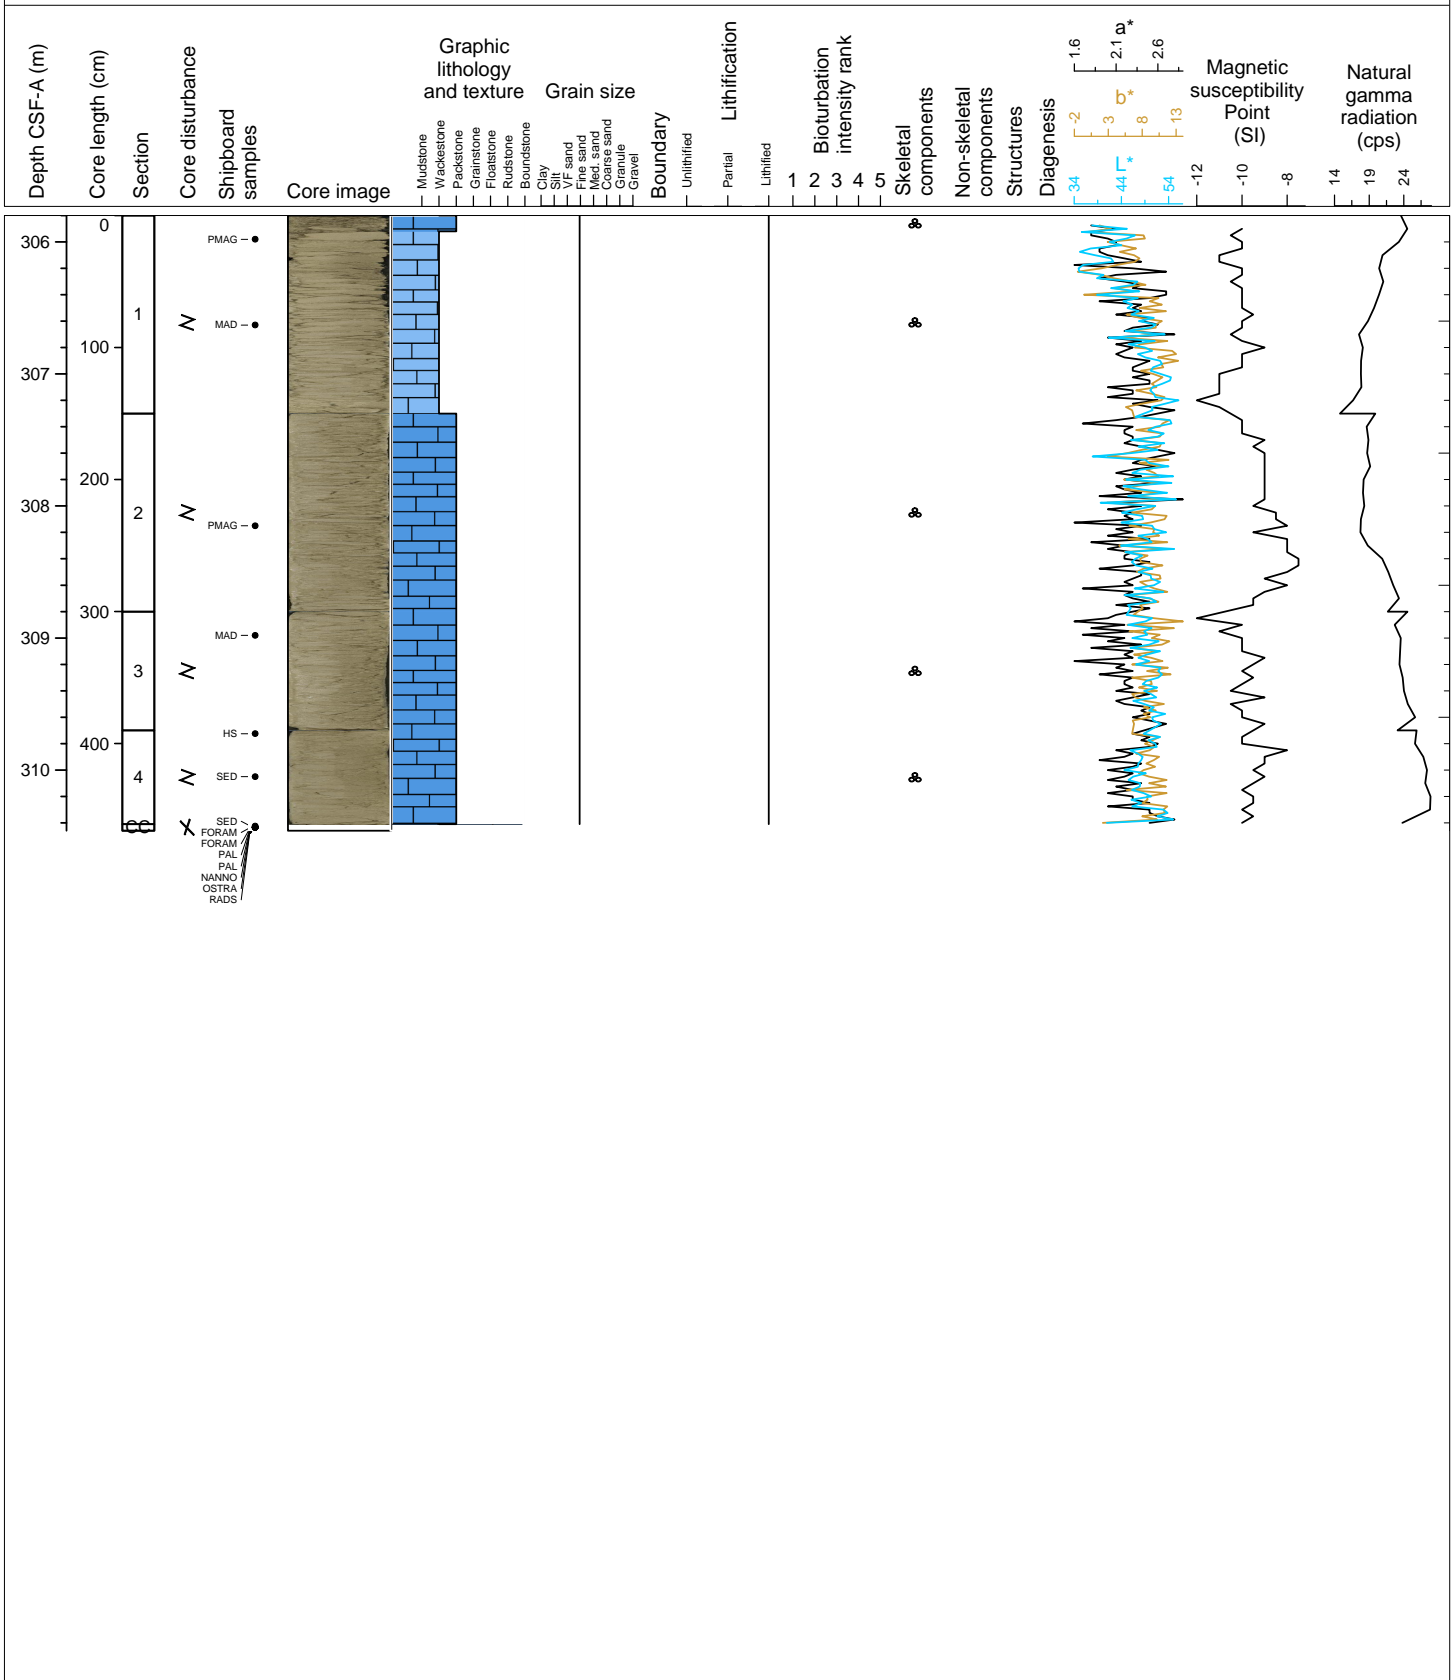 Depth CSF-A (m)
Core length (cm)
Section
Core disturbance
Shipboard
samples
Core image
Graphic
lithology
and texture
Mudstone
Wackestone
Packstone
Grainstone
Floatstone
Rudstone
Boundstone
Grain size
Clay
Silt
VF sand
Fine sand
Med. sand
Coarse sand
Granule
Gravel
Boundary
Lithification
Unlithified
Partial
Lithified
Bioturbation
intensity rank
1 2 3 4 5
Skeletal
components
Non-skeletal
components
Structures
Diagenesis
a*
1.6 2.1 2.6
b*
-2 3 8 13
L*
34 44 54
Magnetic
susceptibility
Point
(SI)
-12 -10 -8
Natural
gamma
radiation
(cps)
14 19 24
0
306
PMAG
1
MAD
100
307
200
308
2
PMAG
300
309
MAD
3
HS
400
310
4
SED
SED
CC
FORAM
FORAM
PAL
PAL
NANNO
OSTRA
RADS